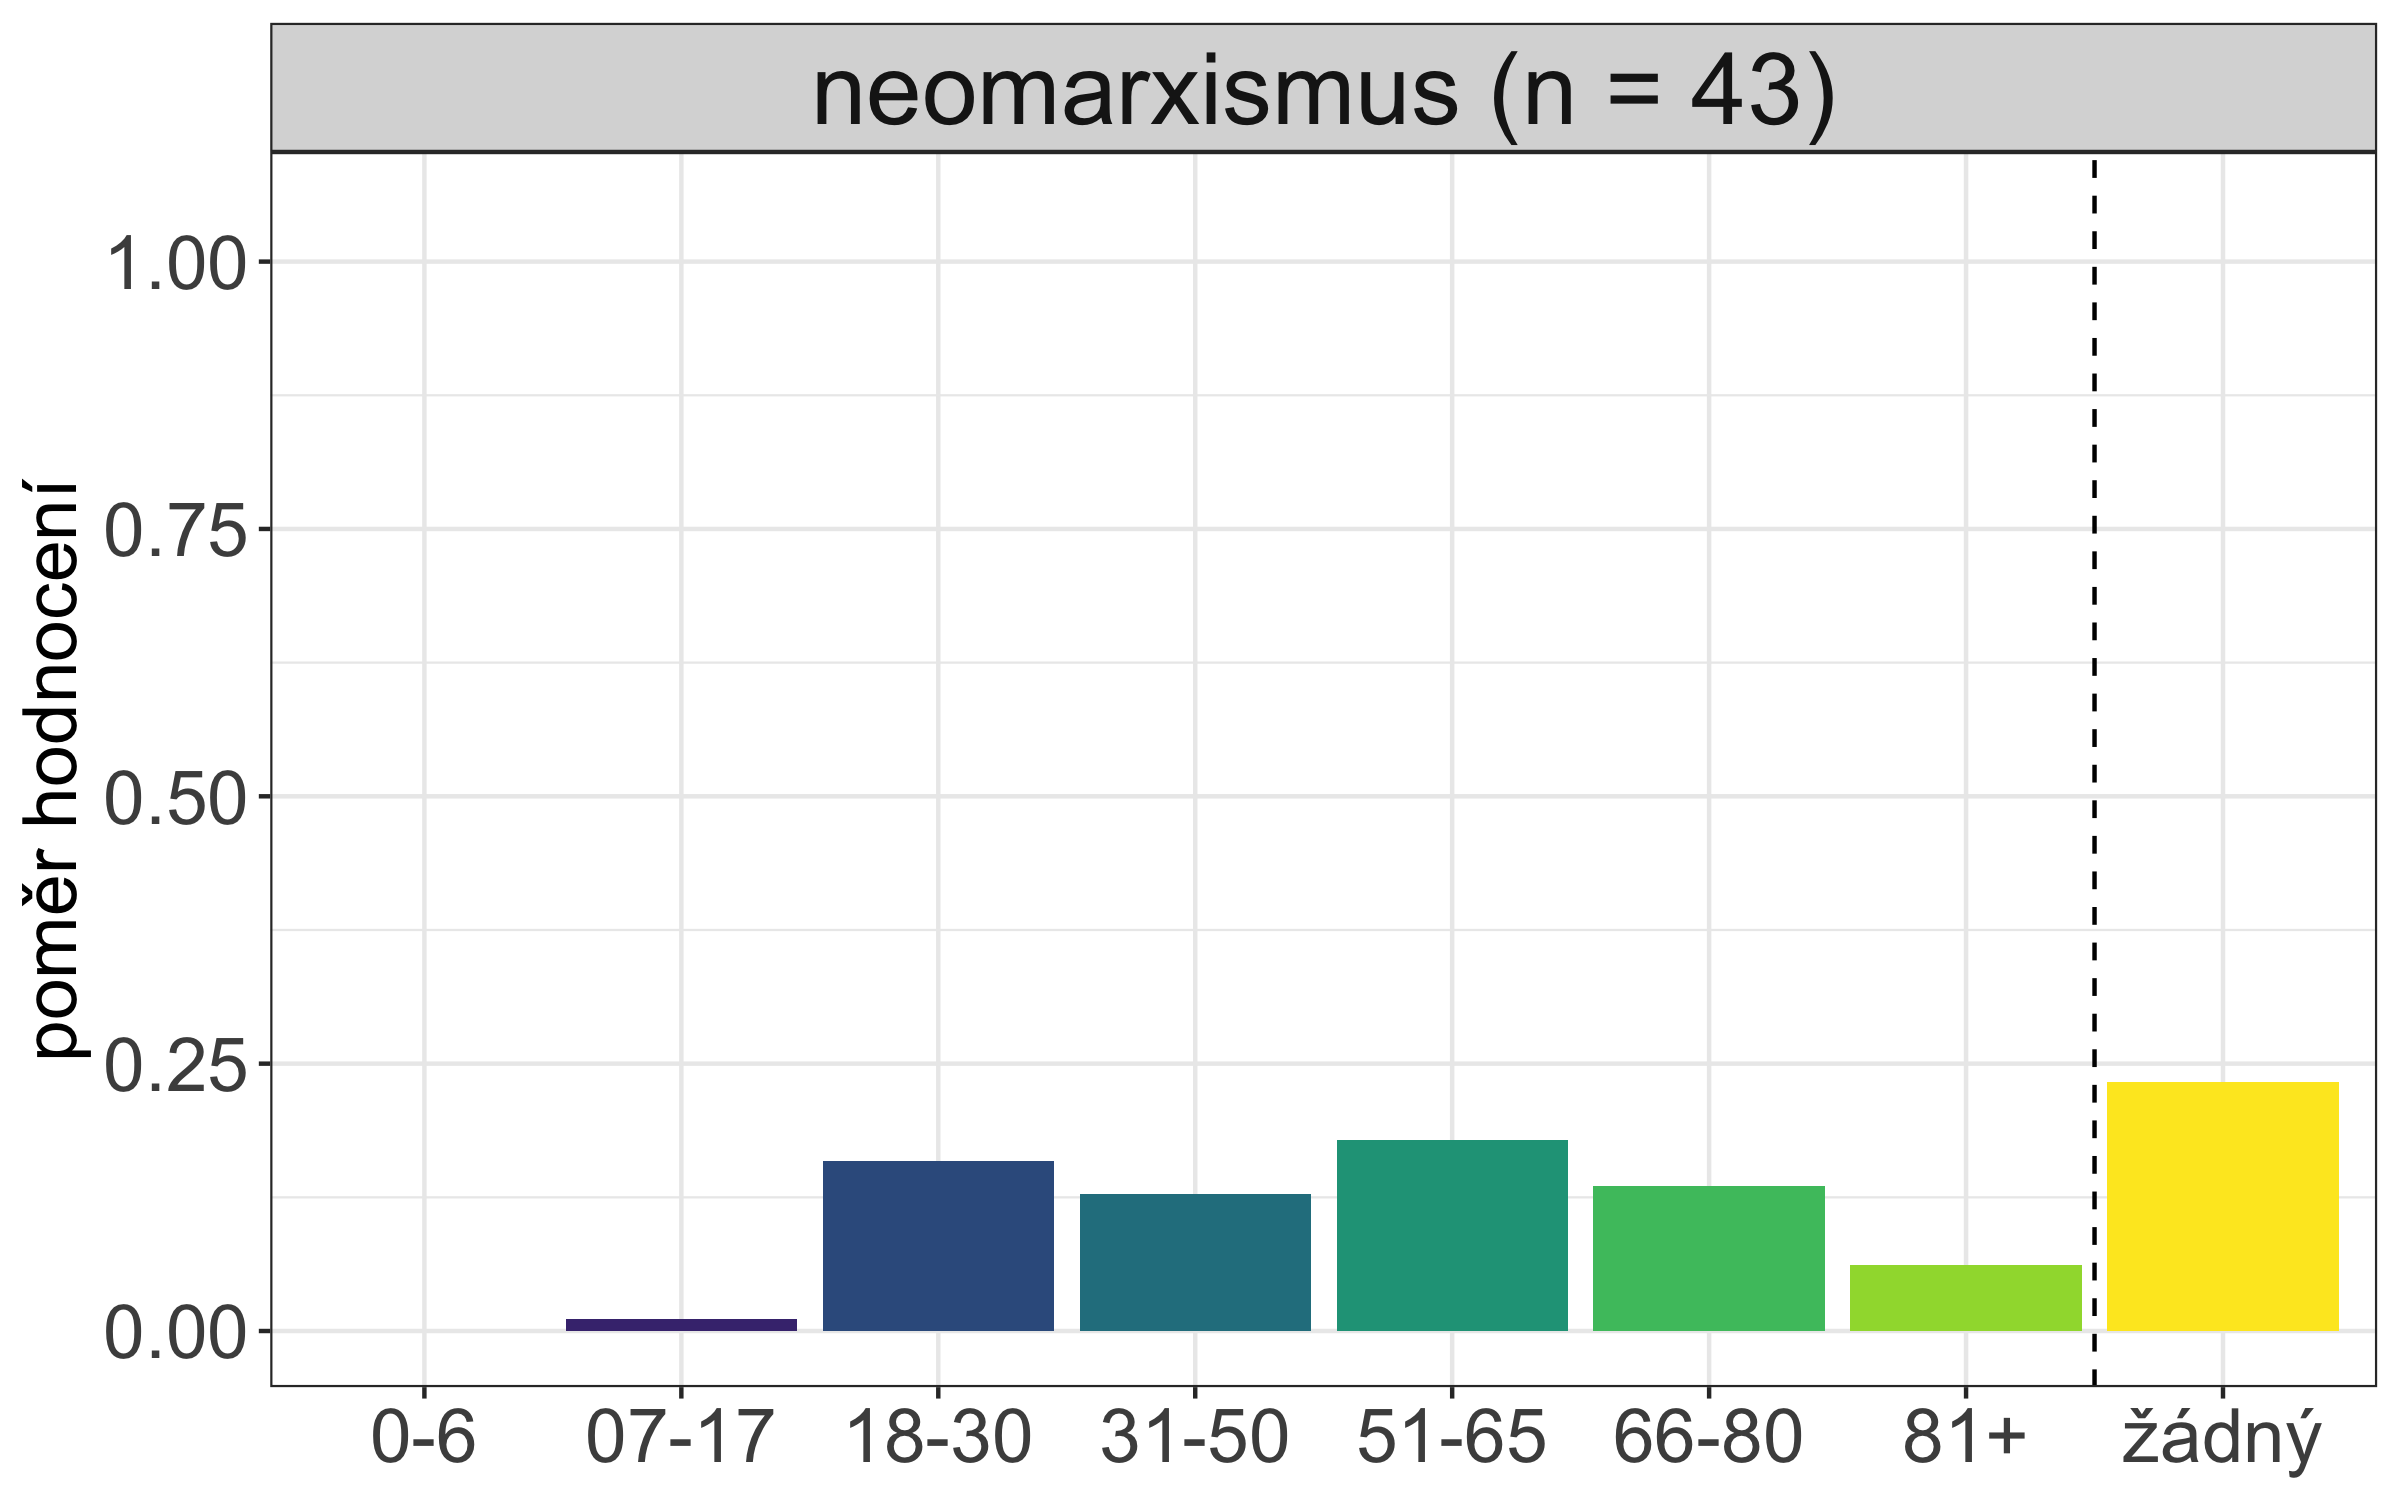 neomarxismus (n = 43)
poměr hodnocení
1.00
0.75
0.50
0.25
0.00
0-6 07-17 18-30 31-50 51-65 66-80 81+ žádný